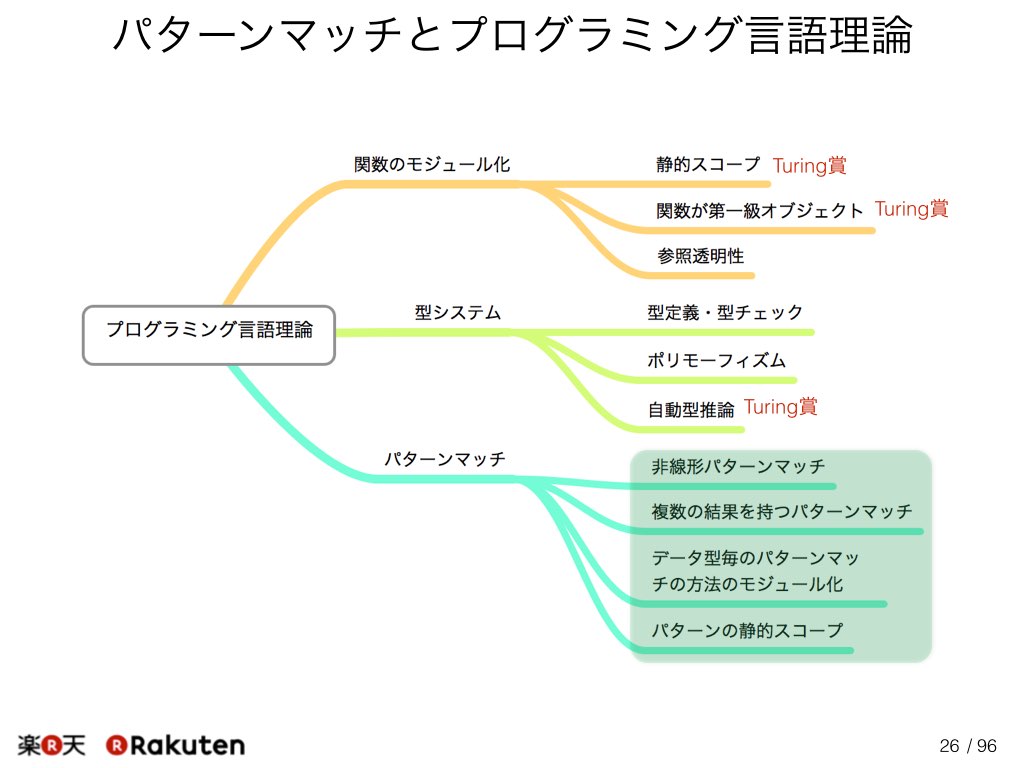 パターンマッチとプログラミング言語理論
関数のモジュール化
静的スコープ Turing賞
関数が第一級オブジェクト Turing賞
参照透明性
プログラミング言語理論
型システム
型定義・型チェック
ポリモーフィズム
自動型推論 Turing賞
パターンマッチ
非線形パターンマッチ
複数の結果を持つパターンマッチ
データ型毎のパターンマッ
チの方法のモジュール化
パターンの静的スコープ
楽R天 R Rakuten
26 / 96